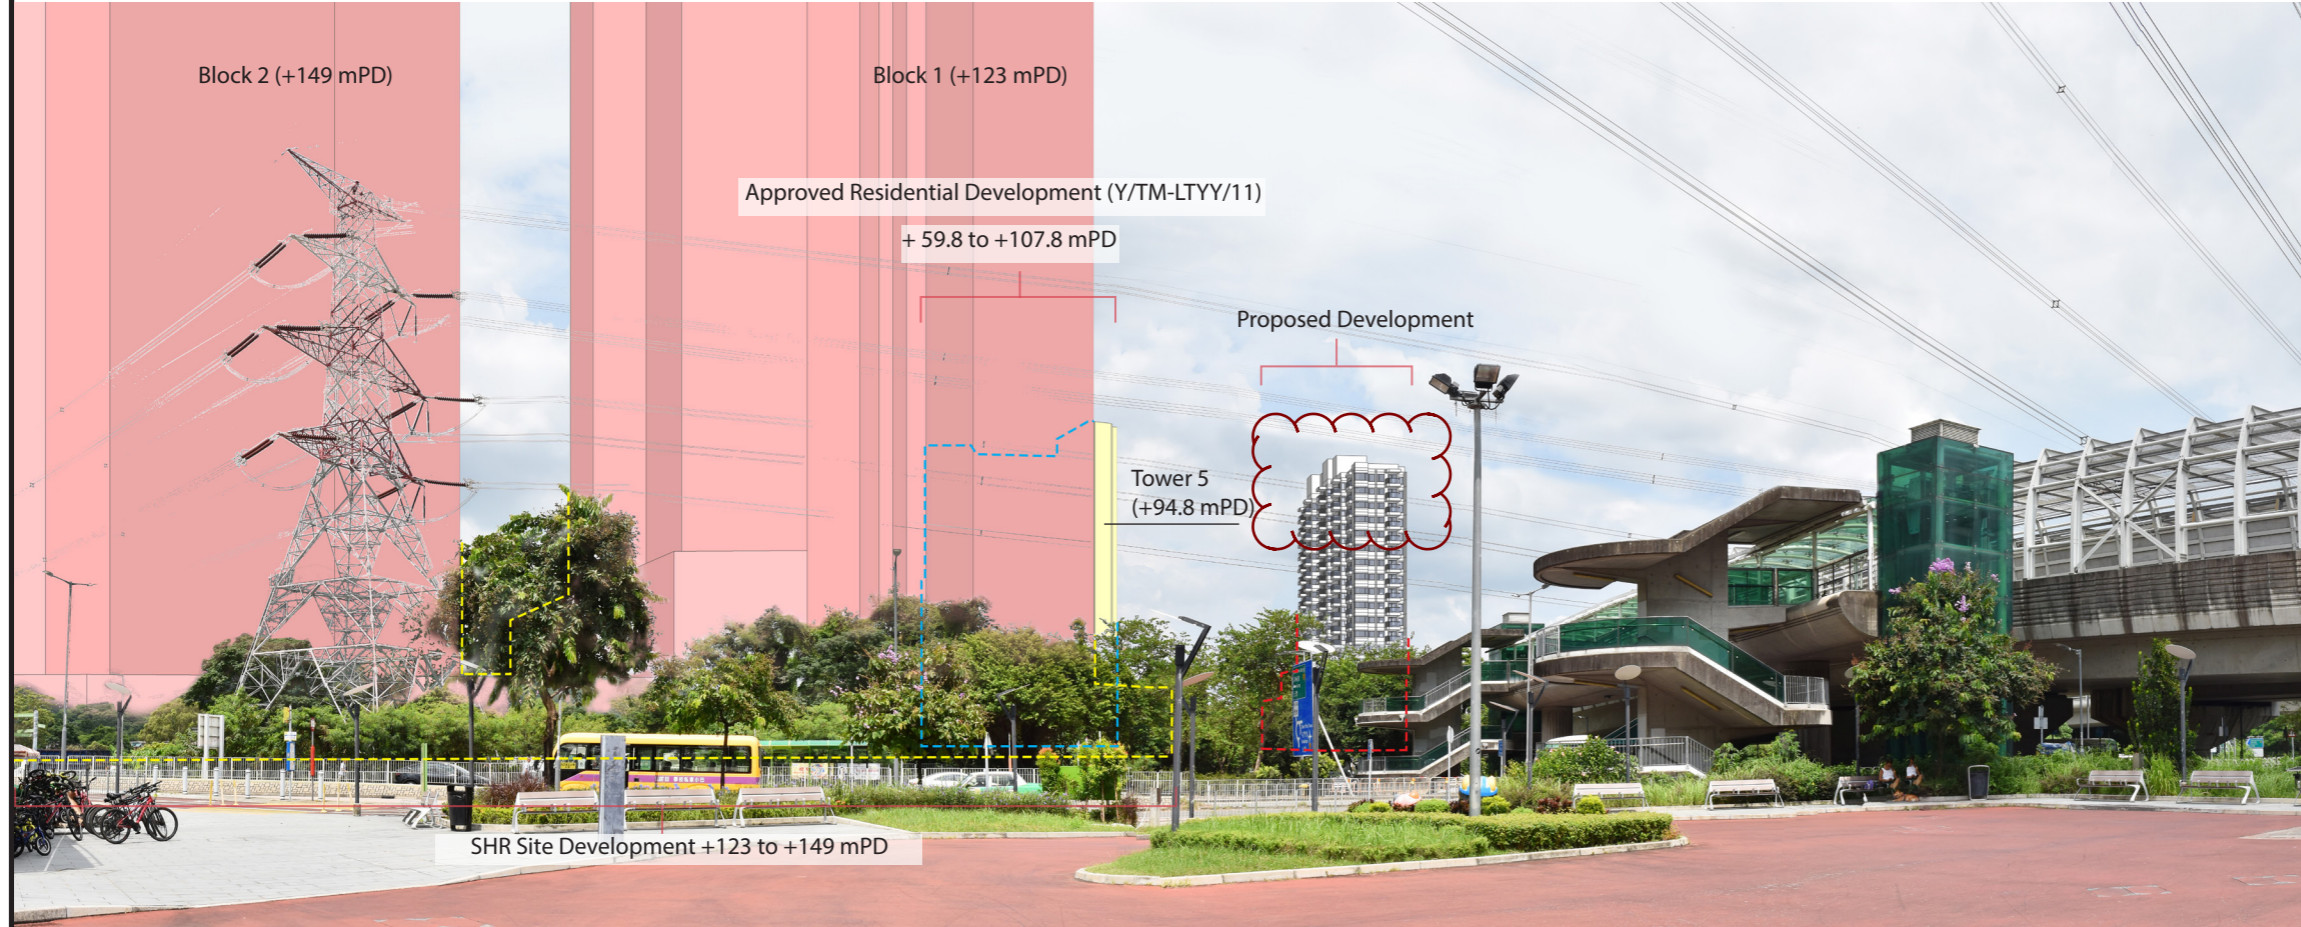 Block 2 (+149 mPD)
Block 1 (+123 mPD)
Approved Residential Development (Y/TM-LTYY/11)
+ 59.8 to +107.8 mPD
Proposed Development
Tower 5
(+94.8 mPD)
SHR Site Development +123 to +149 mPD